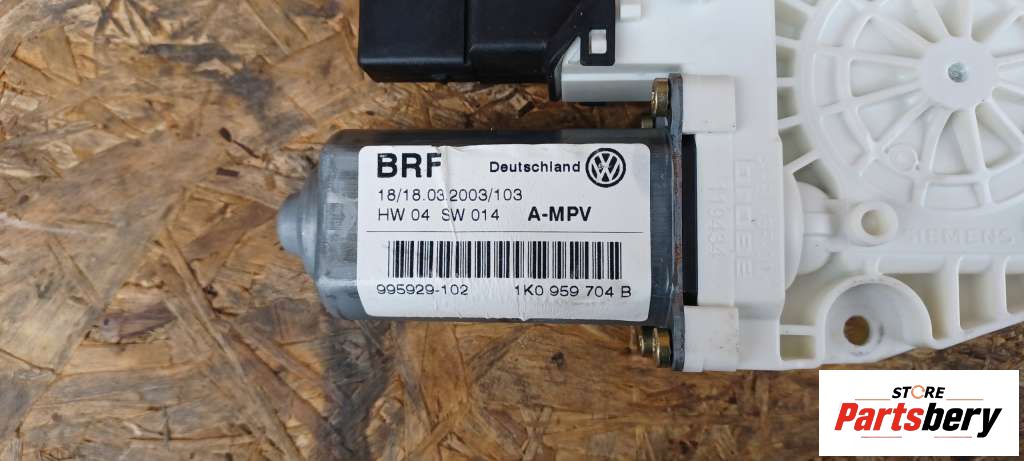 BRF
Deutschland
18/18.03.2003/103
HW 04 SW 014 A-MPV
995929-102 1K0 959 704 B
SIEMENS
STORE
Partsbery